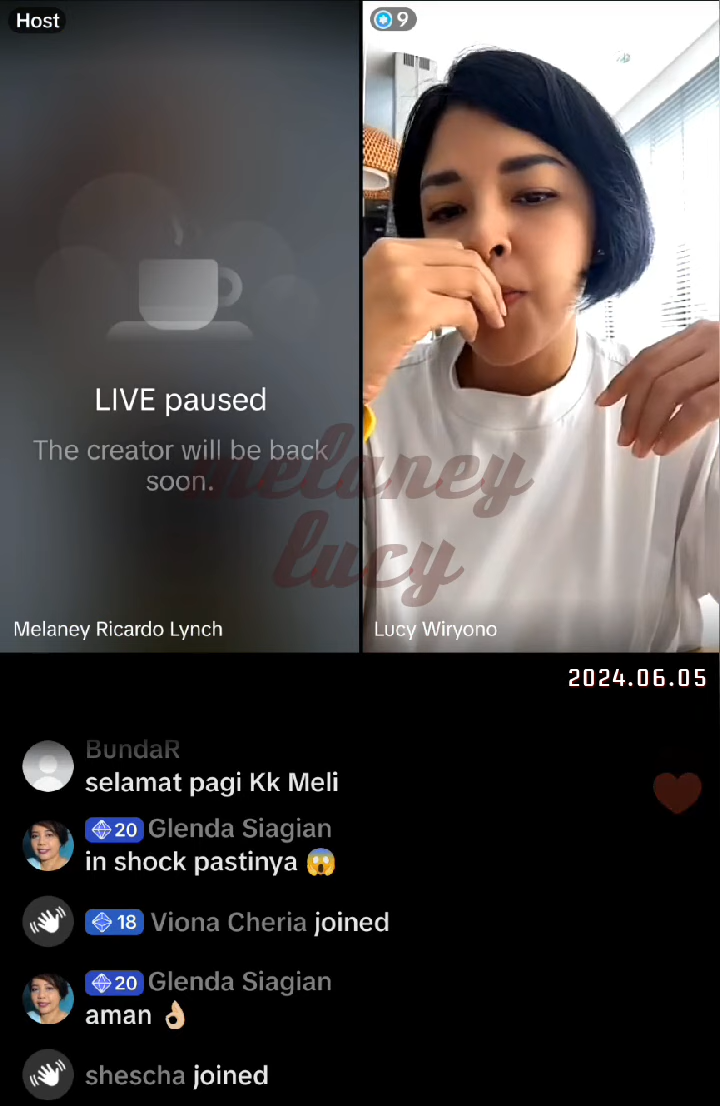 Host
9
LIVE paused
The creator will be back
soon.
melaney
lucy
Melaney Ricardo Lynch
Lucy Wiryono
2024.06.05
BundaR
selamat pagi Kk Meli
20 Glenda Siagian
in shock pastinya 😱
18 Viona Cheria joined
20 Glenda Siagian
aman 👌🏼
shescha joined